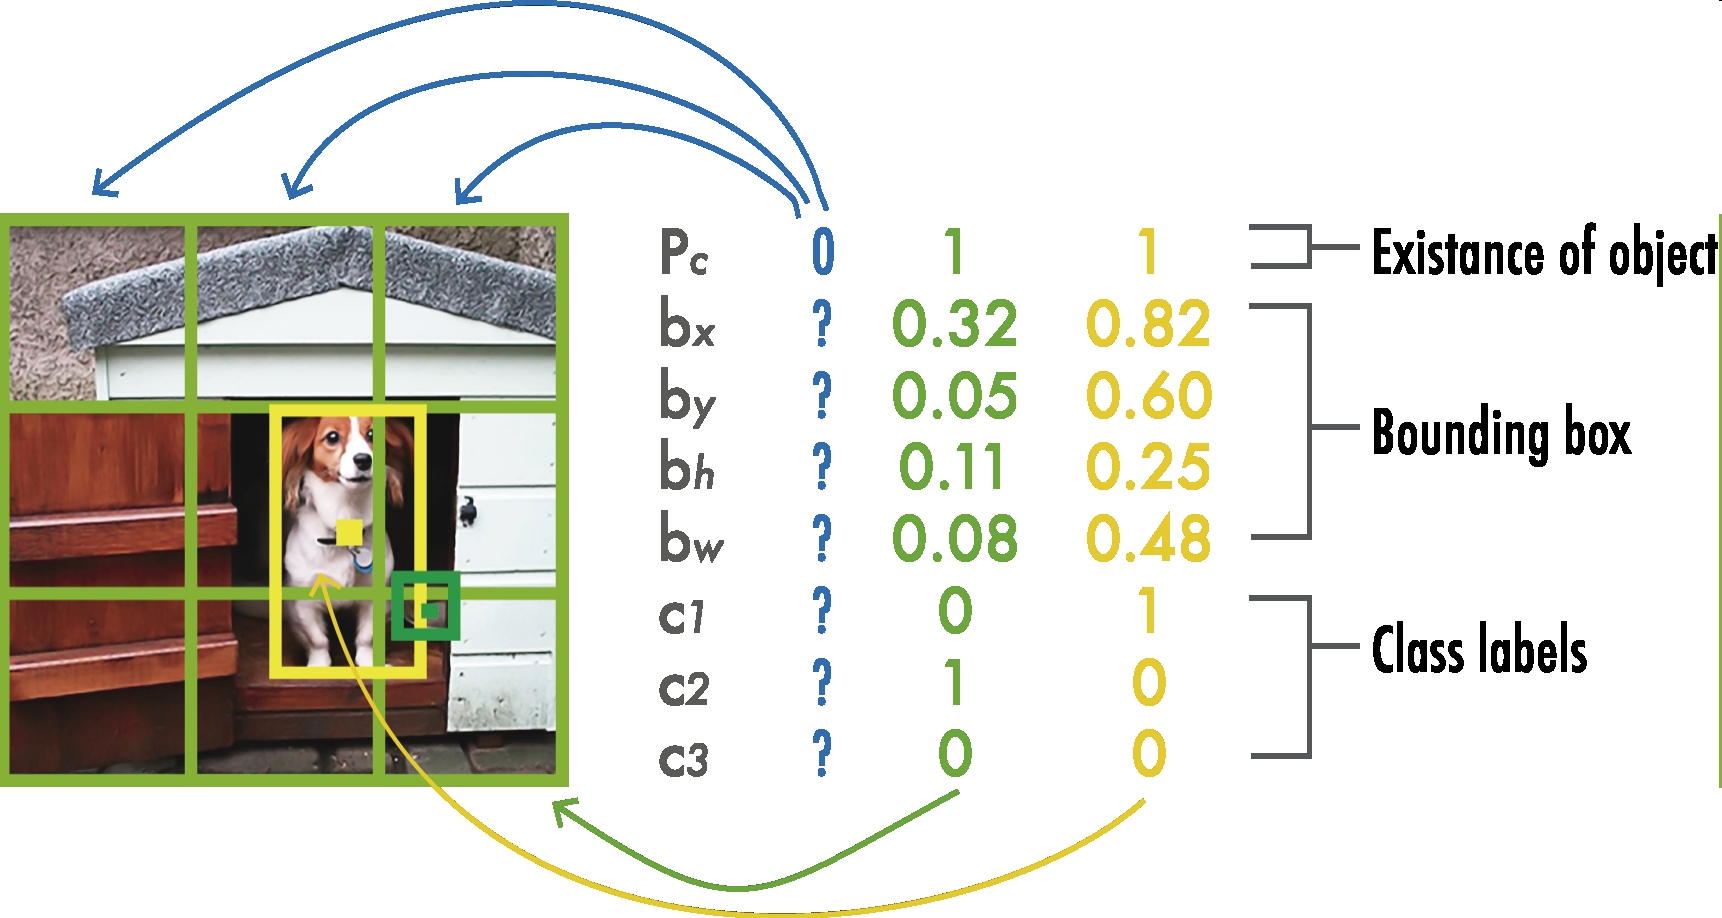 Pc 0 1 1 Existance of object
bx ? 0.32 0.82
by ? 0.05 0.60
Bounding box
bh ? 0.11 0.25
bw ? 0.08 0.48
c1 ? 0 1
Class labels
c2 ? 1 0
c3 ? 0 0